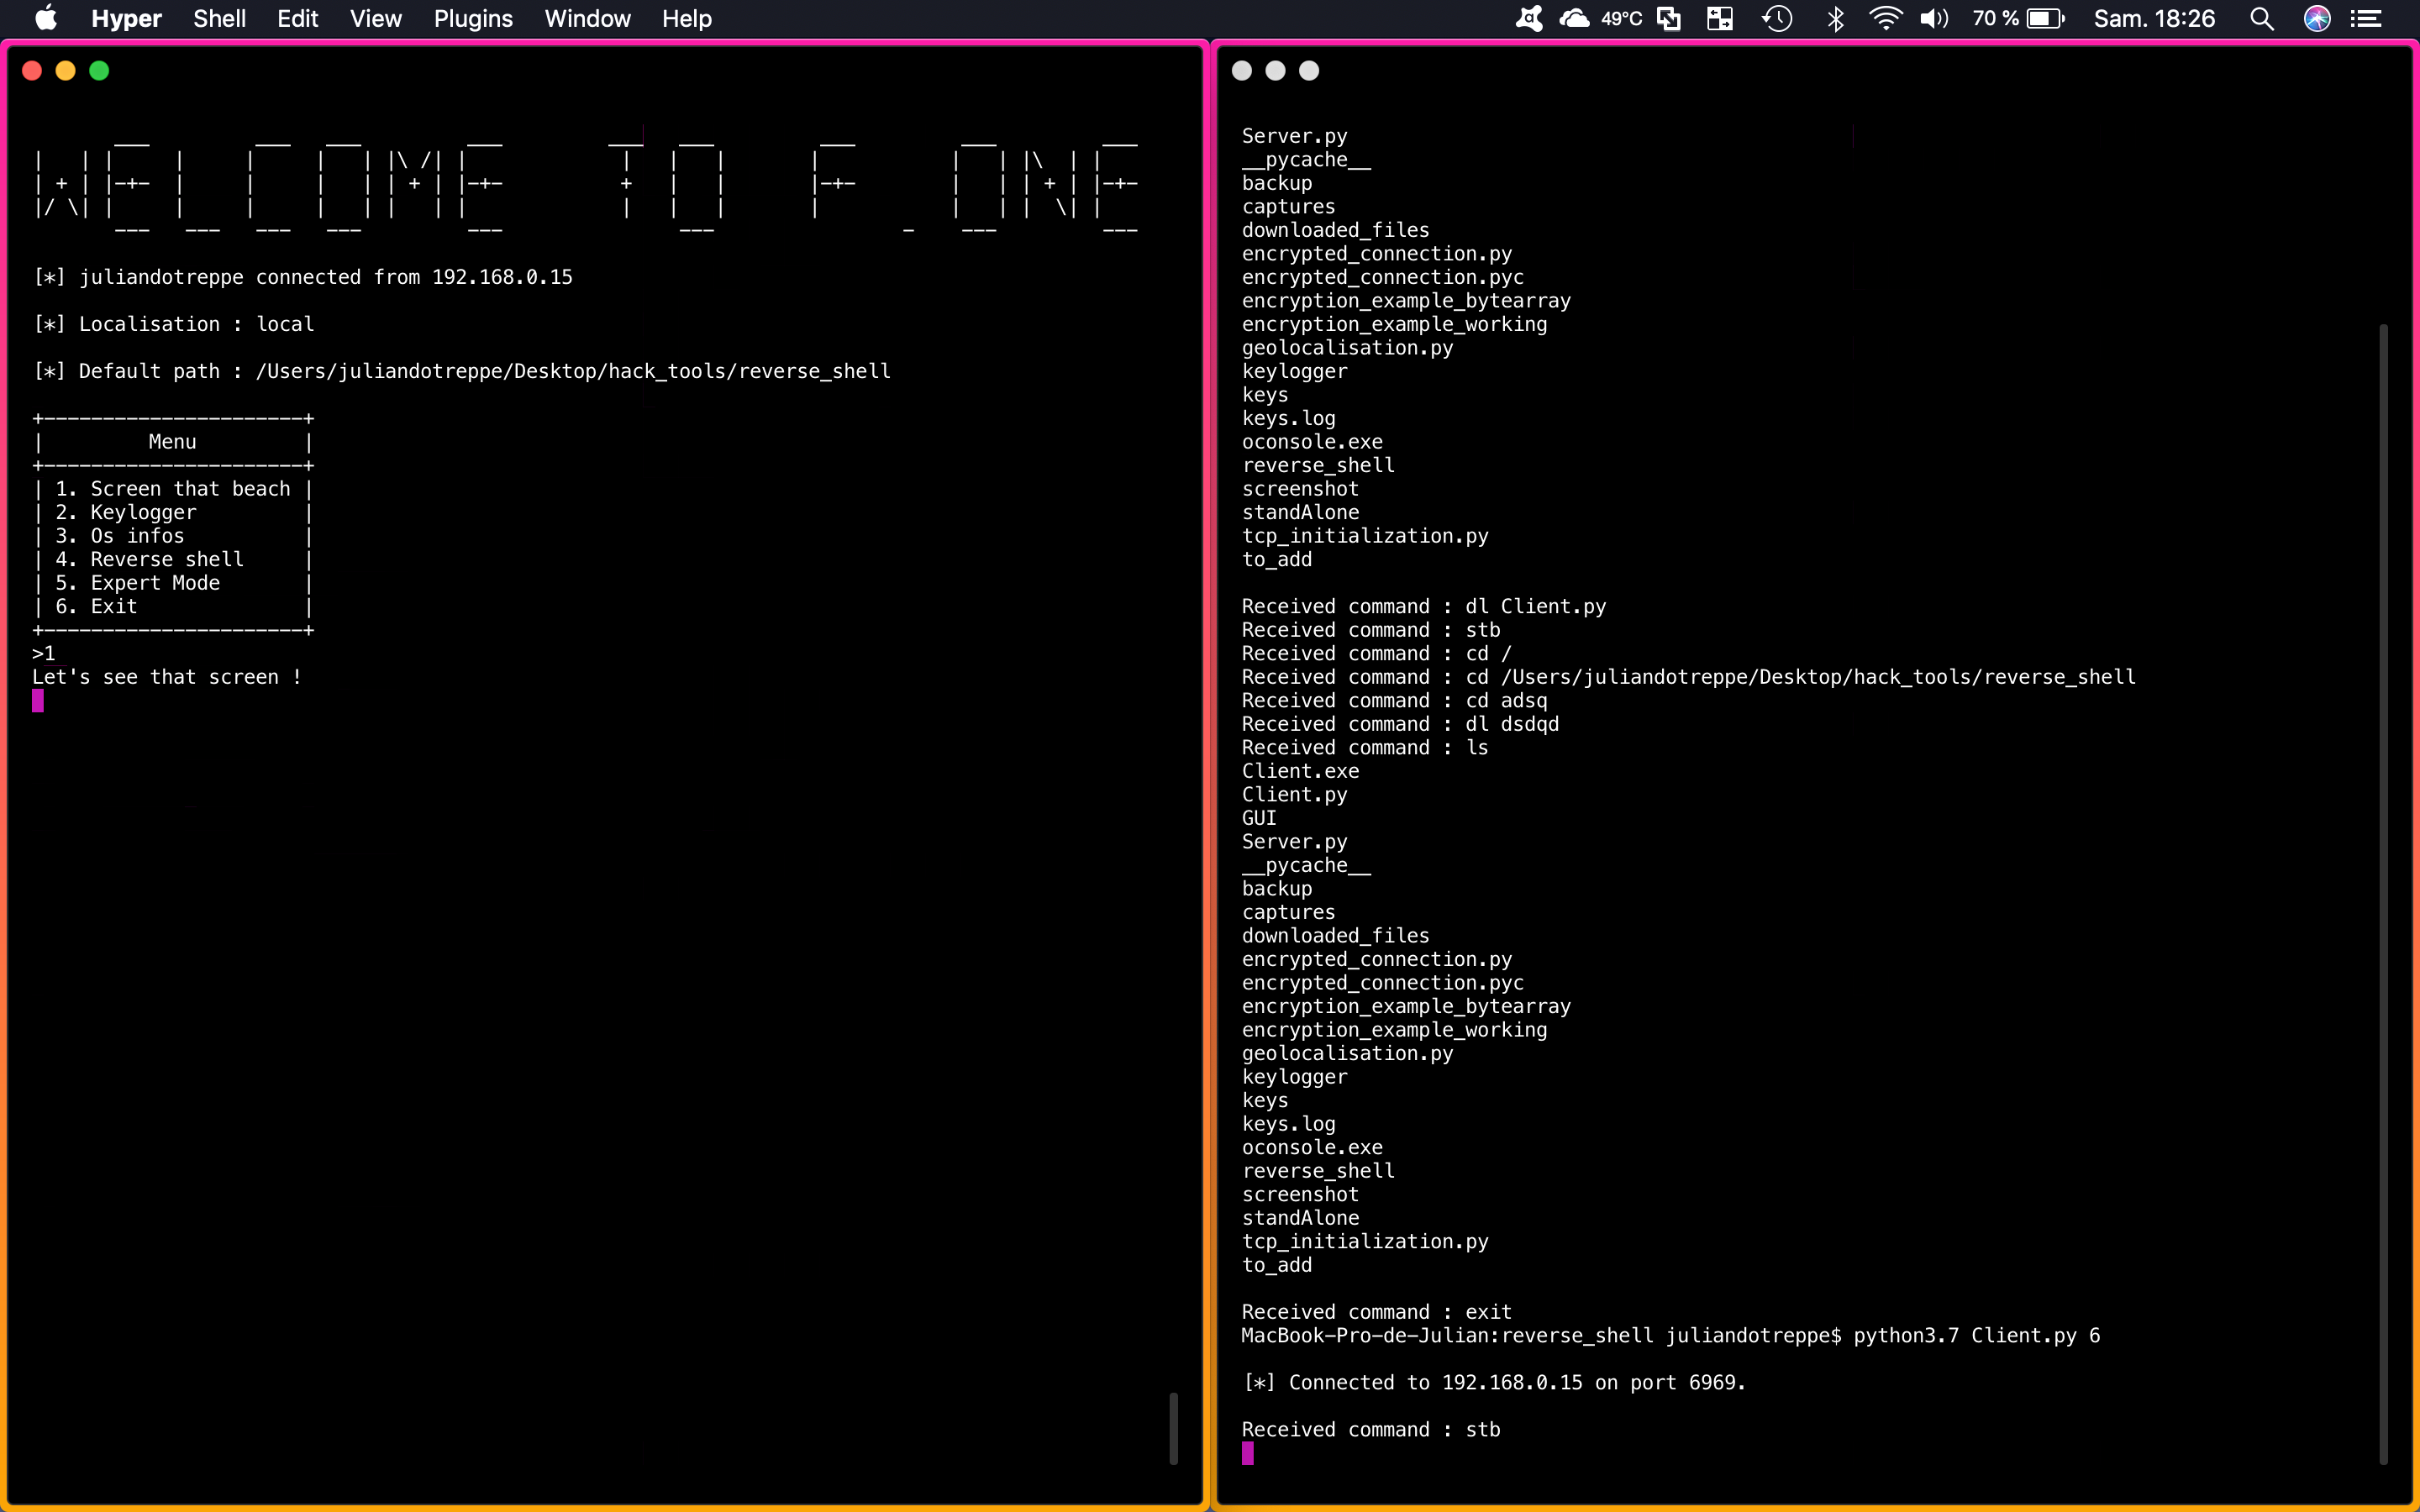 Hyper Shell Edit View Plugins Window Help 49°C 70 % Sam. 18:26
WELCOME TO F_ONE
[*] juliandotreppe connected from 192.168.0.15
[*] Localisation : local
[*] Default path : /Users/juliandotreppe/Desktop/hack_tools/reverse_shell
+----------------------+
| Menu |
+----------------------+
| 1. Screen that beach |
| 2. Keylogger |
| 3. Os infos |
| 4. Reverse shell |
| 5. Expert Mode |
| 6. Exit |
+----------------------+
>1
Let's see that screen !
Server.py
__pycache__
backup
captures
downloaded_files
encrypted_connection.py
encrypted_connection.pyc
encryption_example_bytearray
encryption_example_working
geolocalisation.py
keylogger
keys
keys.log
oconsole.exe
reverse_shell
screenshot
standAlone
tcp_initialization.py
to_add
Received command : dl Client.py
Received command : stb
Received command : cd /
Received command : cd /Users/juliandotreppe/Desktop/hack_tools/reverse_shell
Received command : cd adsq
Received command : dl dsdqd
Received command : ls
Client.exe
Client.py
GUI
Server.py
__pycache__
backup
captures
downloaded_files
encrypted_connection.py
encrypted_connection.pyc
encryption_example_bytearray
encryption_example_working
geolocalisation.py
keylogger
keys
keys.log
oconsole.exe
reverse_shell
screenshot
standAlone
tcp_initialization.py
to_add
Received command : exit
MacBook-Pro-de-Julian:reverse_shell juliandotreppe$ python3.7 Client.py 6
[*] Connected to 192.168.0.15 on port 6969.
Received command : stb